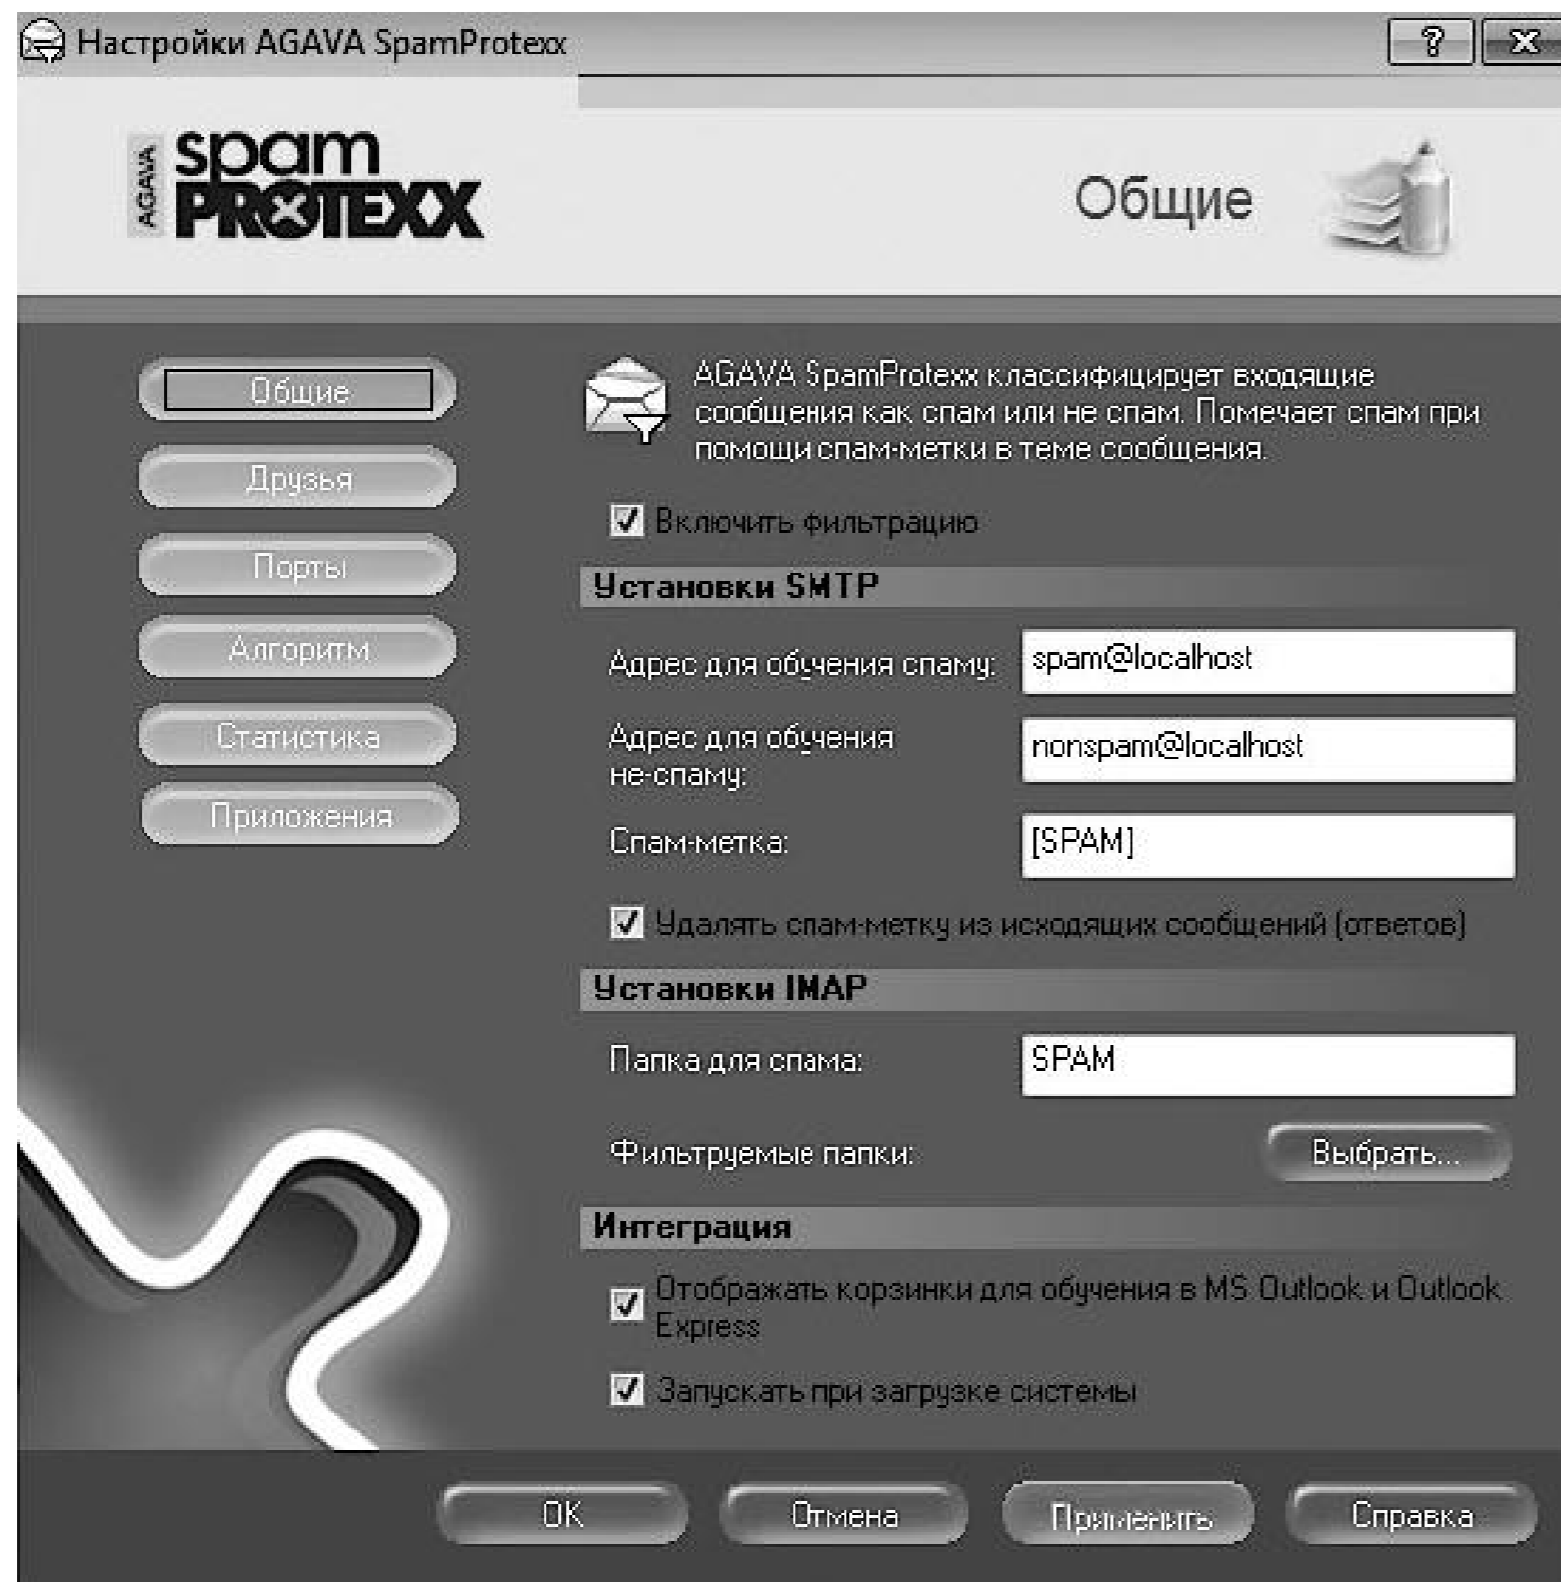 Настройки AGAVA SpamProtexx
?
AGAVA
spam
PROTEXX
Общие
Общие
Друзья
Порты
Алгоритм
Статистика
Приложения
AGAVA SpamProtexx классифицирует входящие
сообщения как спам или не спам. Помечает спам при
помощи спам-метки в теме сообщения.
Включить фильтрацию
Установки SMTP
Адрес для обучения спаму:
spam@localhost
Адрес для обучения
не-спаму:
nonspam@localhost
Спам-метка:
[SPAM]
Удалять спам-метку из исходящих сообщений (ответов)
Установки IMAP
Папка для спама:
SPAM
Фильтруемые папки:
Выбрать...
Интеграция
Отображать корзинки для обучения в MS Outlook и Outlook
Express
Запускать при загрузке системы
OK
Отмена
Применить
Справка